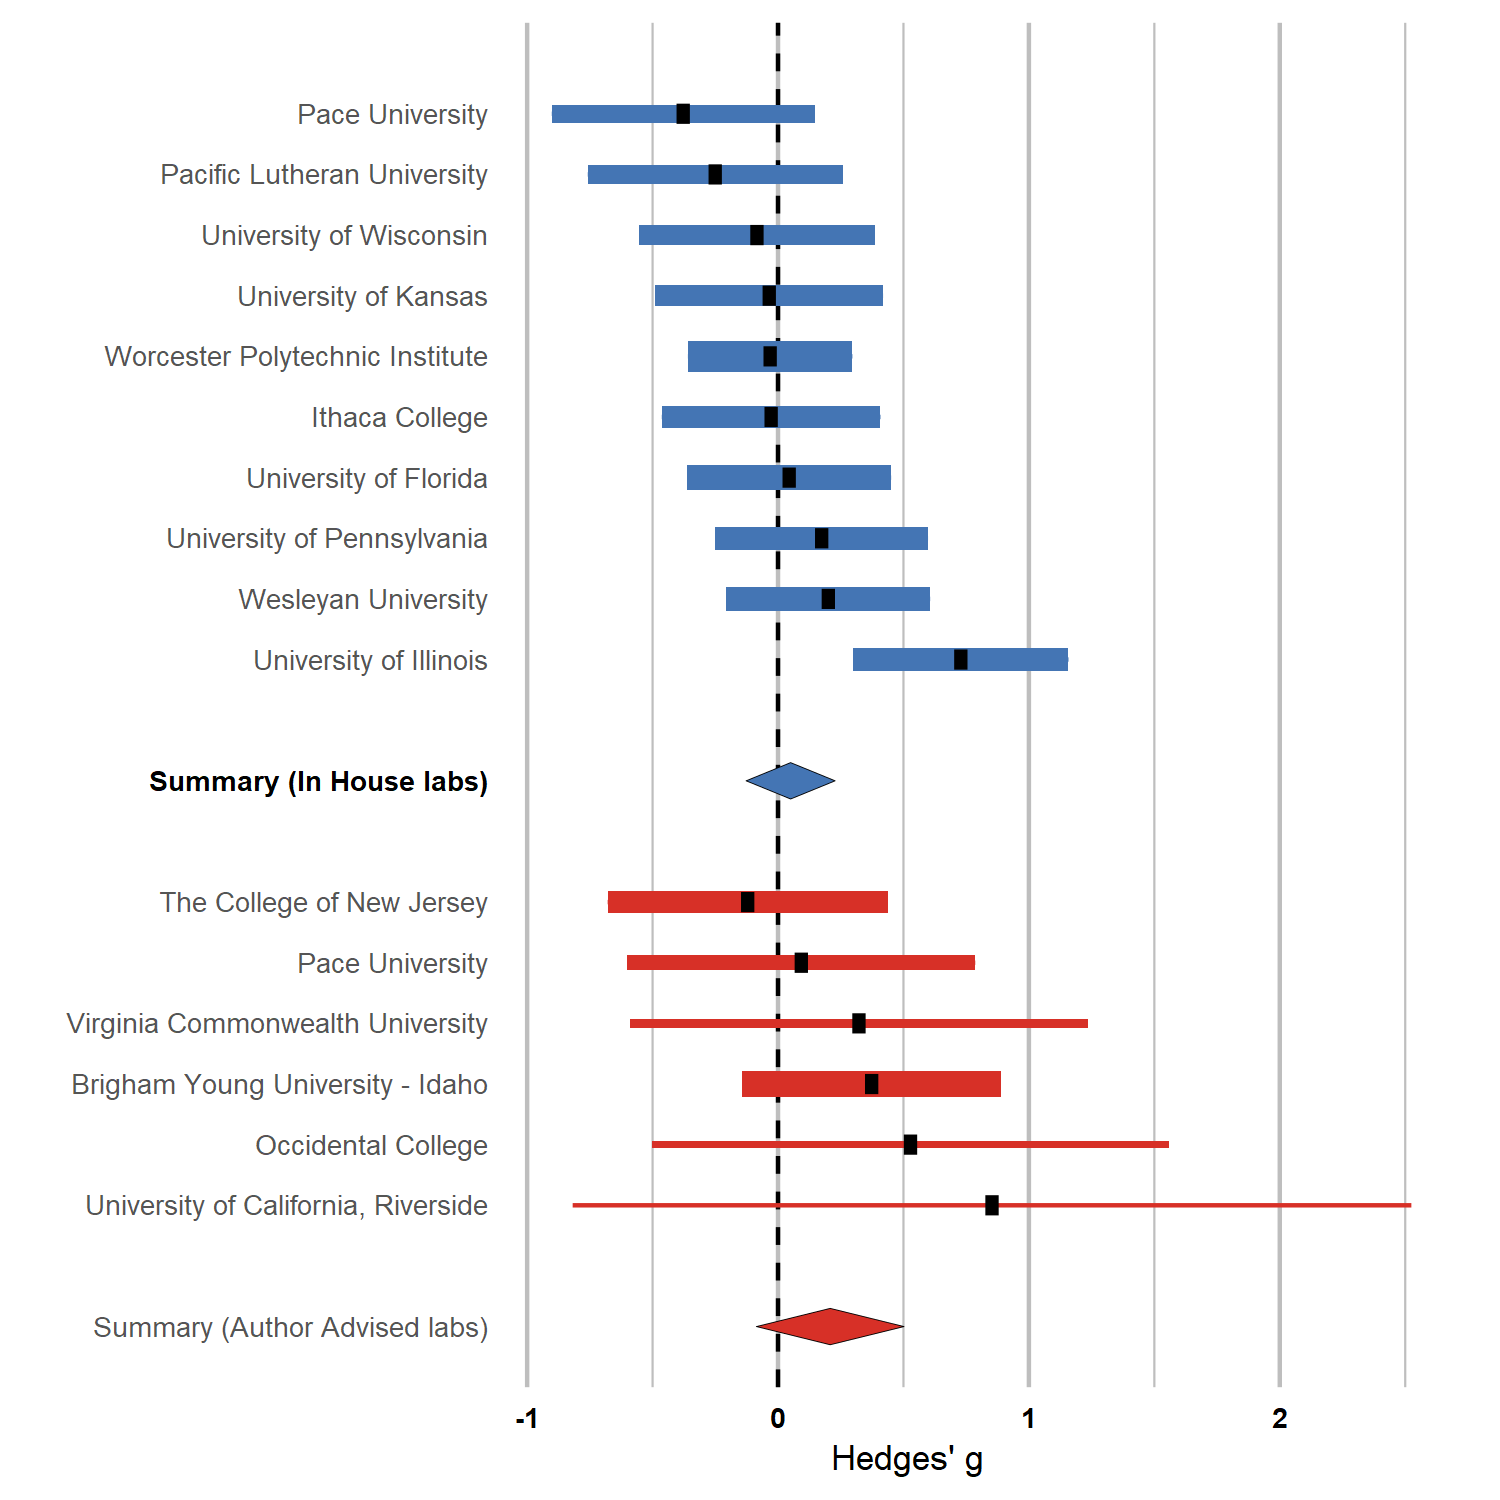 Pace University
Pacific Lutheran University
University of Wisconsin
University of Kansas
Worcester Polytechnic Institute
Ithaca College
University of Florida
University of Pennsylvania
Wesleyan University
University of Illinois
Summary (In House labs)
The College of New Jersey
Pace University
Virginia Commonwealth University
Brigham Young University - Idaho
Occidental College
University of California, Riverside
Summary (Author Advised labs)
-1 0 1 2
Hedges' g